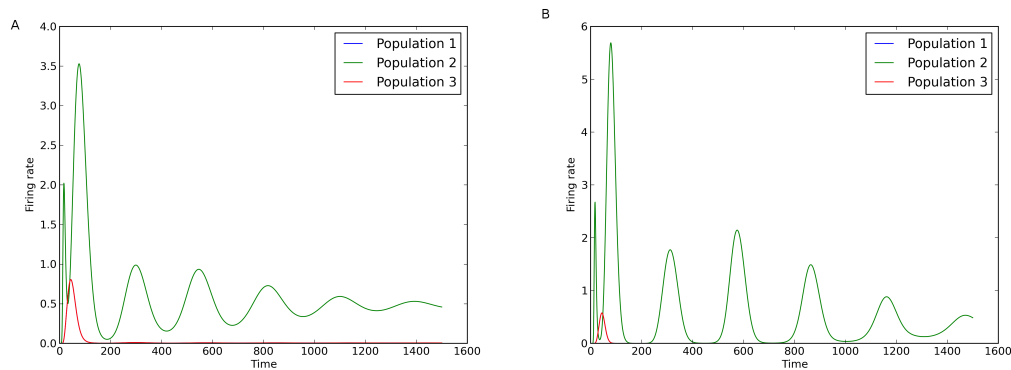 A
4.0
3.5
3.0
2.5
2.0
1.5
1.0
0.5
0.0
Firing rate
0 200 400 600 800 1000 1200 1400 1600
Time
Population 1
Population 2
Population 3
B
6
5
4
3
2
1
0
Firing rate
0 200 400 600 800 1000 1200 1400 1600
Time
Population 1
Population 2
Population 3